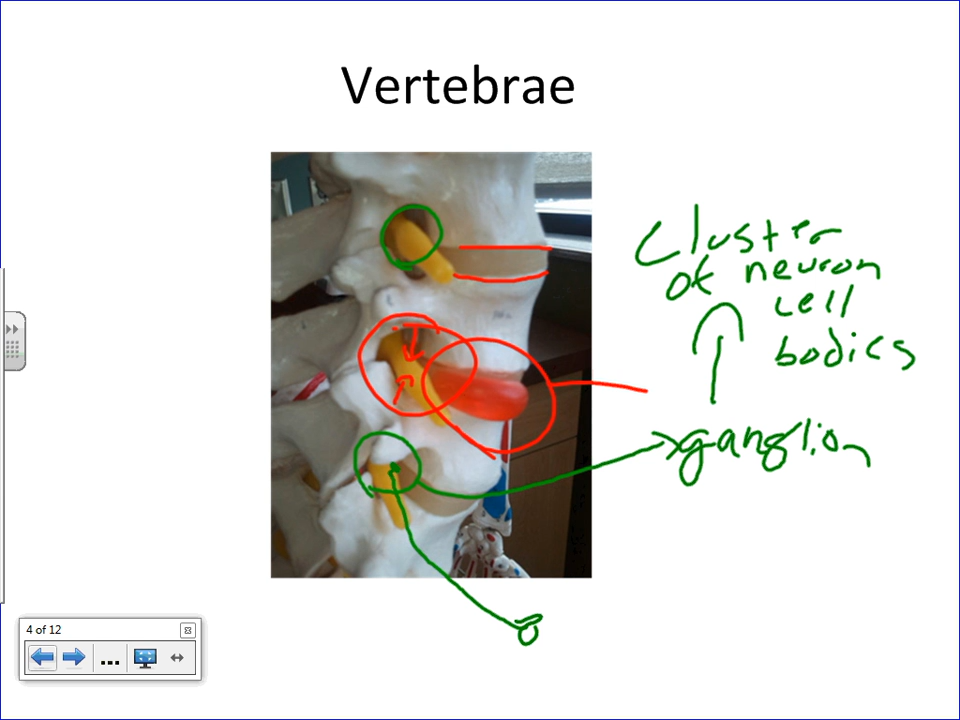 Vertebrae
cluster
of neuron
cell
bodies
ganglion
4 of 12
...